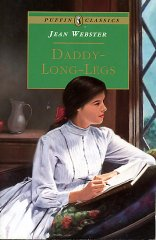 PUFFIN CLASSICS
JEAN WEBSTER
DADDY-
LONG-LEGS